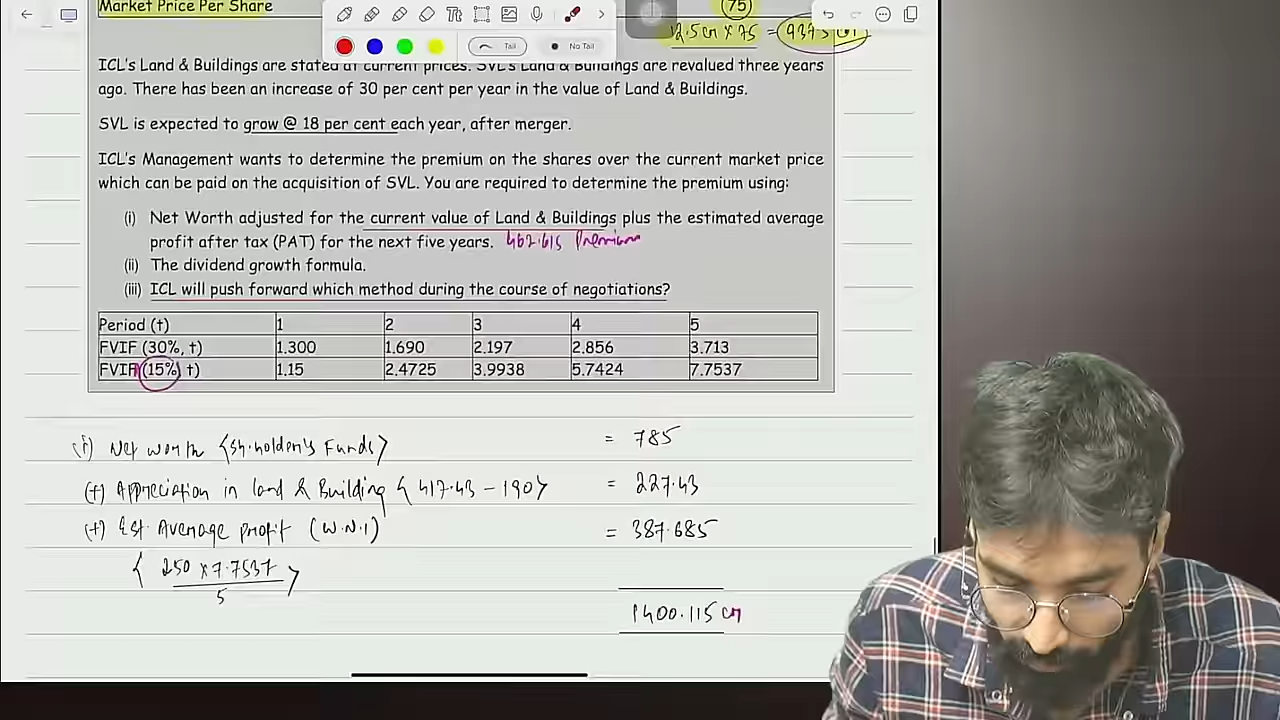 Market Price Per Share
75
12.5 cr × 75 = 937.5 cr
Tail
No Tail
ICL's Land & Buildings are stated at current prices. SVL's Land & Buildings are revalued three years
ago. There has been an increase of 30 per cent per year in the value of Land & Buildings.
SVL is expected to grow @ 18 per cent each year, after merger.
ICL's Management wants to determine the premium on the shares over the current market price
which can be paid on the acquisition of SVL. You are required to determine the premium using:
(i) Net Worth adjusted for the current value of Land & Buildings plus the estimated average
profit after tax (PAT) for the next five years. 462.615 Premium
(ii) The dividend growth formula.
(iii) ICL will push forward which method during the course of negotiations?
Period (t) 1 2 3 4 5
FVIF (30%, t) 1.300 1.690 2.197 2.856 3.713
FVIF (15%, t) 1.15 2.4725 3.9938 5.7424 7.7537
(i) Net worth {Sh.holder's Funds} = 785
(+) Appreciation in land & Building {417.43 - 190} = 227.43
(+) Est. Average profit (W.N.1) = 387.685
{250 × 7.7537
5}
1400.115 cr